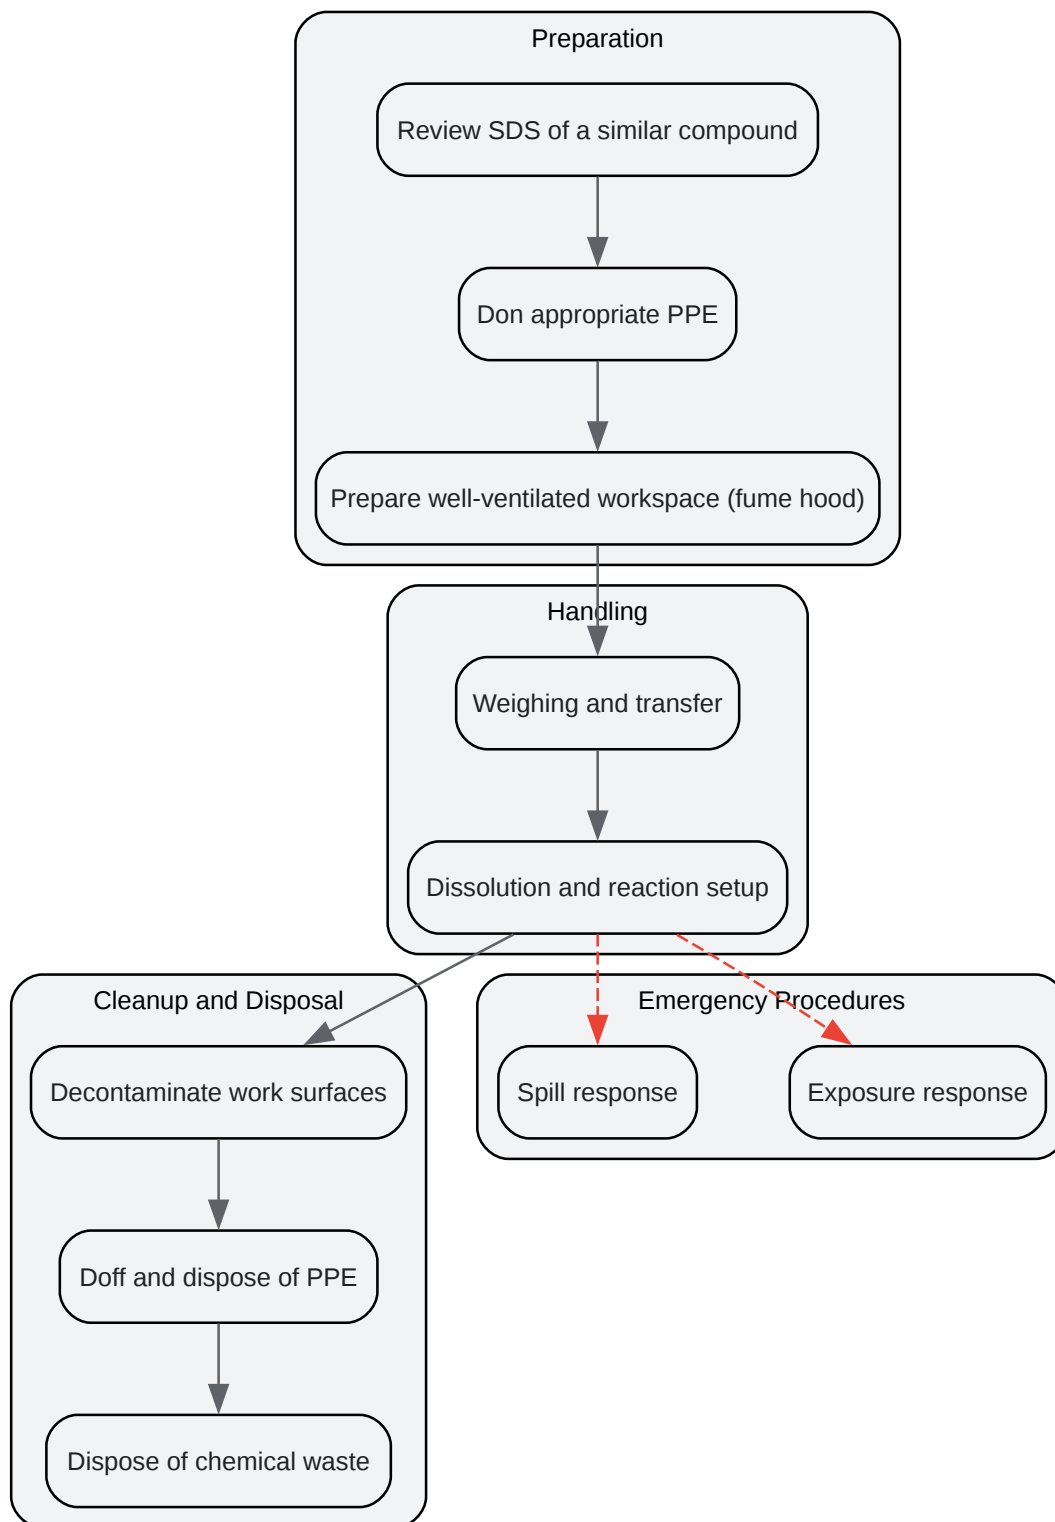 Preparation
Review SDS of a similar compound
Don appropriate PPE
Prepare well-ventilated workspace (fume hood)
Handling
Weighing and transfer
Dissolution and reaction setup
Cleanup and Disposal
Decontaminate work surfaces
Doff and dispose of PPE
Dispose of chemical waste
Emergency Procedures
Spill response
Exposure response